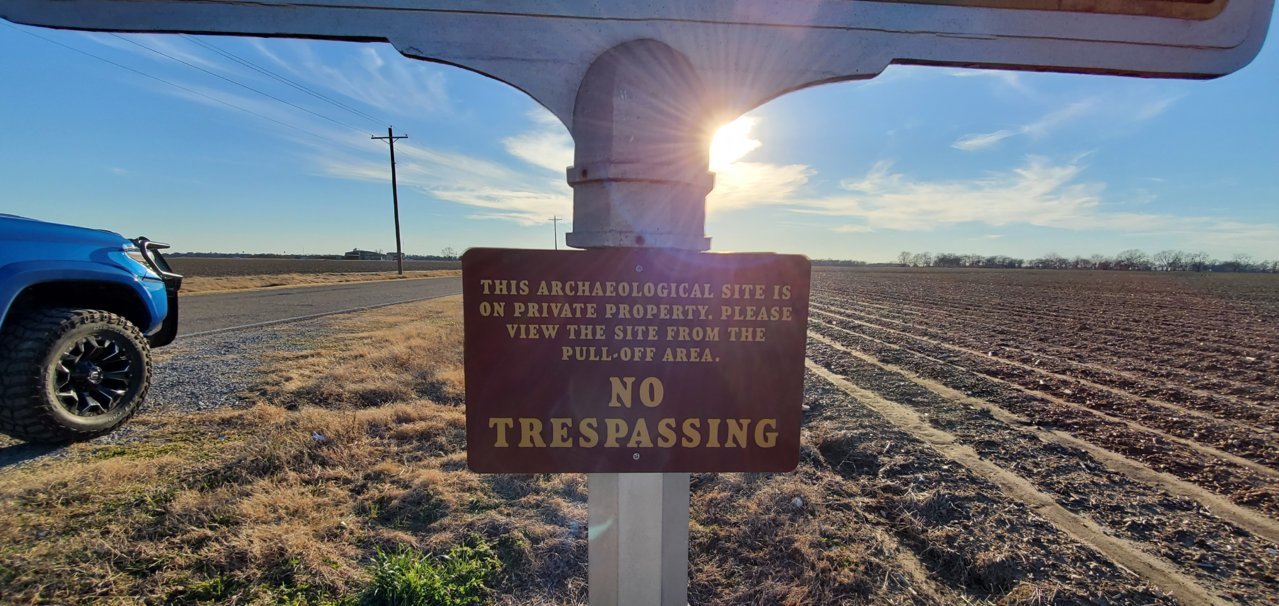 THIS ARCHAEOLOGICAL SITE IS
ON PRIVATE PROPERTY. PLEASE
VIEW THE SITE FROM THE
PULL-OFF AREA.
NO
TRESPASSING